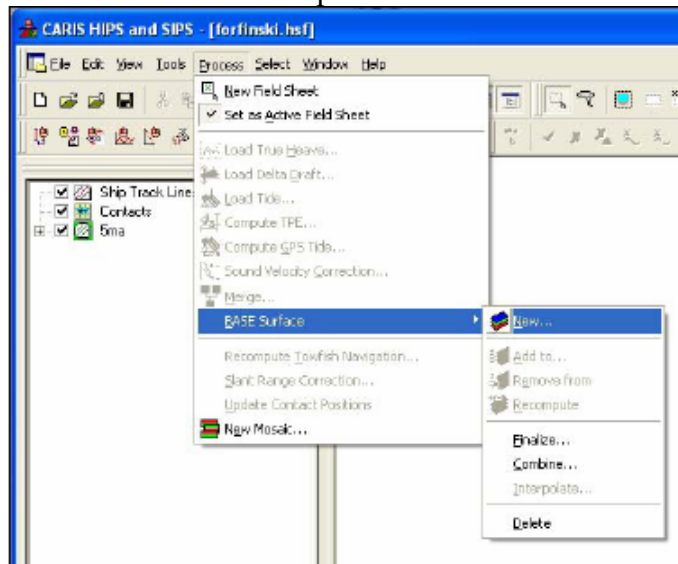 CARIS HIPS and SIPS - [forfinski.hsf]
File Edit View Tools Process Select Window Help
New Field Sheet
Set as Active Field Sheet
Load True Heave...
Load Delta Draft...
Load Tide...
Compute TPE...
Compute GPS Tide...
Sound Velocity Correction...
Merge...
BASE Surface
Recompute Towfish Navigation...
Slant Range Correction...
Update Contact Positions
New Mosaic...
Ship Track Line
Contacts
5ma
New...
Add to...
Remove from
Recompute
Finalize...
Combine...
Interpolate...
Delete